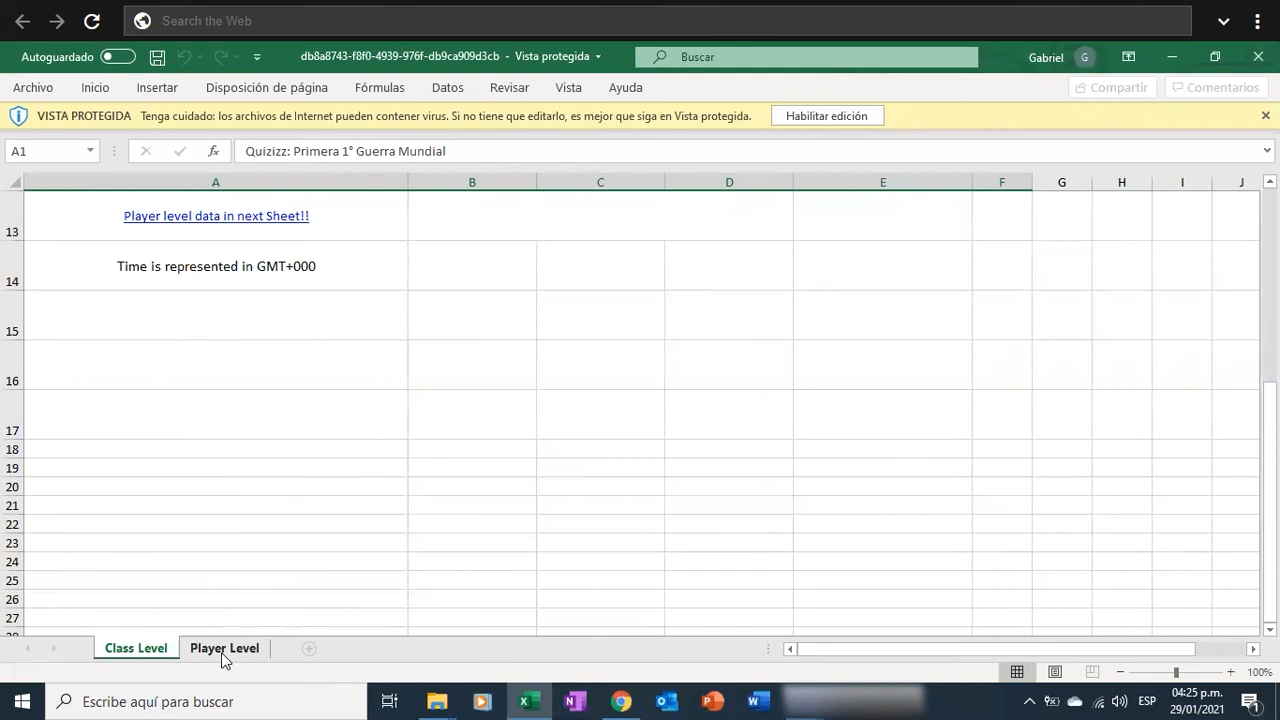 Search the Web
Autoguardado
db8a8743-f8f0-4939-976f-db9ca909d3cb - Vista protegida
Buscar
Gabriel G
Archivo Inicio Insertar Disposición de página Fórmulas Datos Revisar Vista Ayuda Compartir Comentarios
VISTA PROTEGIDA Tenga cuidado: los archivos de Internet pueden contener virus. Si no tiene que editarlo, es mejor que siga en Vista protegida. Habilitar edición
A1 fx Quizizz: Primera 1° Guerra Mundial
A B C D E F G H I J
13 Player level data in next Sheet!!
14 Time is represented in GMT+000
15
16
17
18
19
20
21
22
23
24
25
26
27
28
Class Level Player Level
100%
Escribe aquí para buscar
ESP
04:25 p.m.
29/01/2021
1